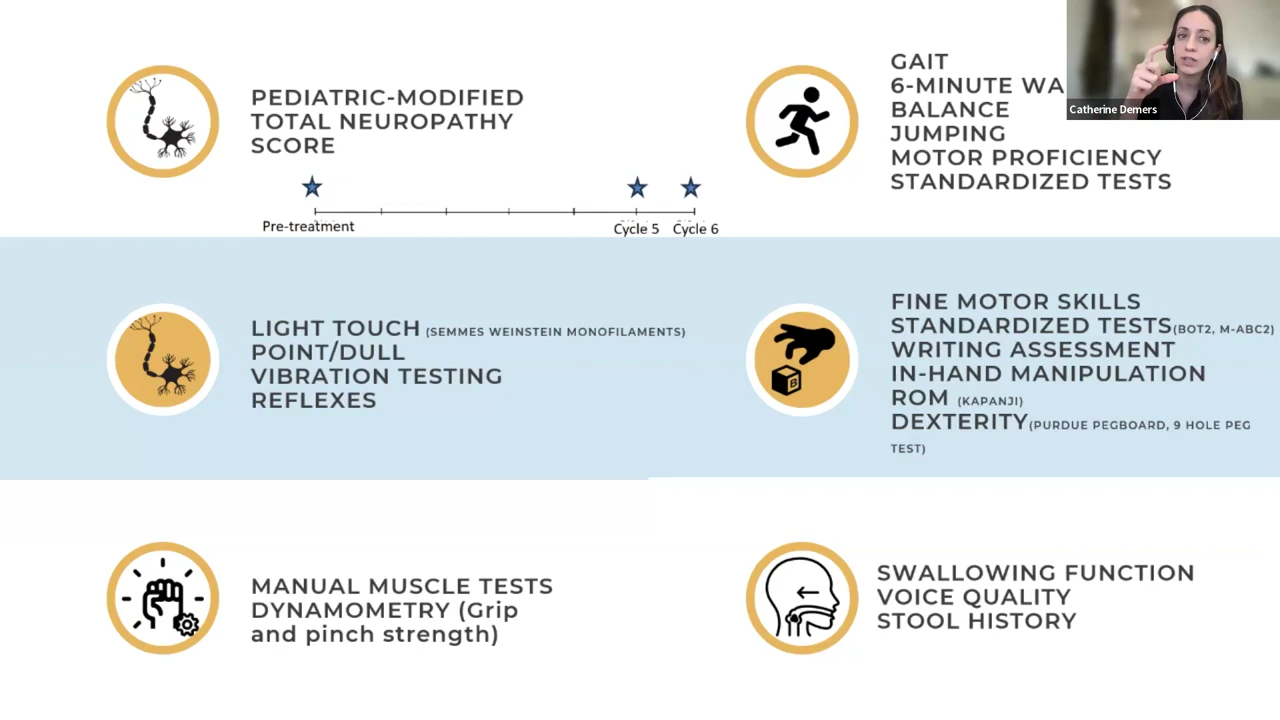 PEDIATRIC-MODIFIED
TOTAL NEUROPATHY
SCORE
Pre-treatment
Cycle 5 Cycle 6
GAIT
6-MINUTE
BALANCE
JUMPING
MOTOR PROFICIENCY
STANDARDIZED TESTS
Catherine Demers
LIGHT TOUCH (SEMMES WEINSTEIN MONOFILAMENTS)
POINT/DULL
VIBRATION TESTING
REFLEXES
FINE MOTOR SKILLS
STANDARDIZED TESTS(BOT2, M-ABC2)
WRITING ASSESSMENT
IN-HAND MANIPULATION
ROM (KAPANJI)
DEXTERITY(PURDUE PEGBOARD, 9 HOLE PEG
TEST)
B
MANUAL MUSCLE TESTS
DYNAMOMETRY (Grip
and pinch strength)
SWALLOWING FUNCTION
VOICE QUALITY
STOOL HISTORY